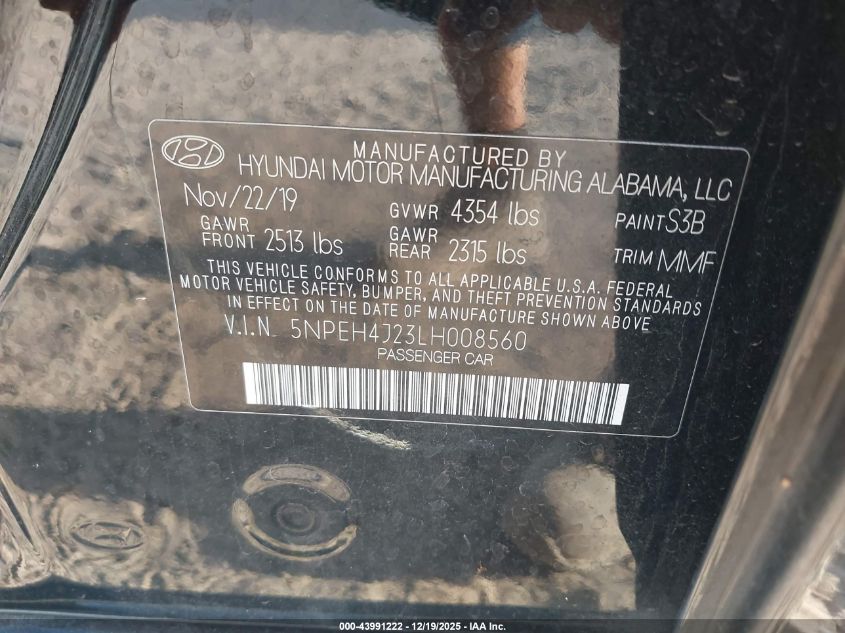 MANUFACTURED BY
HYUNDAI MOTOR MANUFACTURING ALABAMA, LLC
Nov/22/19 GVWR 4354 lbs PAINT S3B
GAWR FRONT 2513 lbs GAWR REAR 2315 lbs TRIM MMF
THIS VEHICLE CONFORMS TO ALL APPLICABLE U.S.A. FEDERAL
MOTOR VEHICLE SAFETY, BUMPER, AND THEFT PREVENTION STANDARDS
IN EFFECT ON THE DATE OF MANUFACTURE SHOWN ABOVE
V.I.N. 5NPEH4J23LH008560
PASSENGER CAR
000-43991222 - 12/19/2025 - IAA Inc.